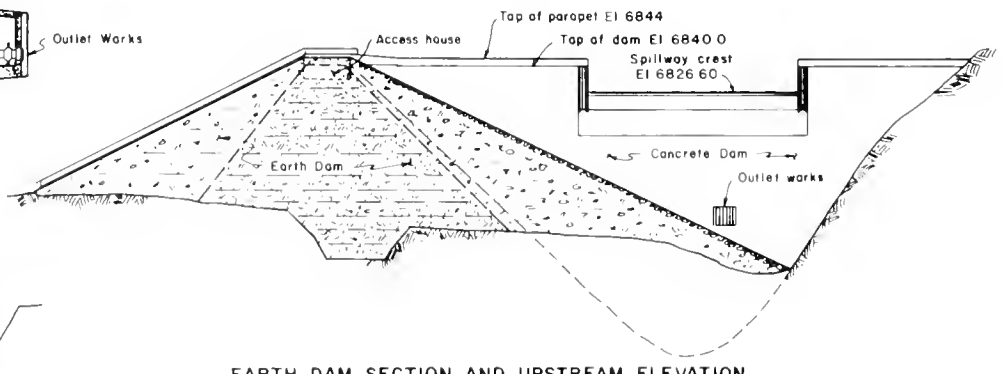 Outlet Works
Top of parapet El 6844
Access house
Top of dam El 6840 0
Spillway crest
El 6826 60
Earth Dam
Concrete Dam
Outlet works
EARTH DAM SECTION AND UPSTREAM ELEVATION